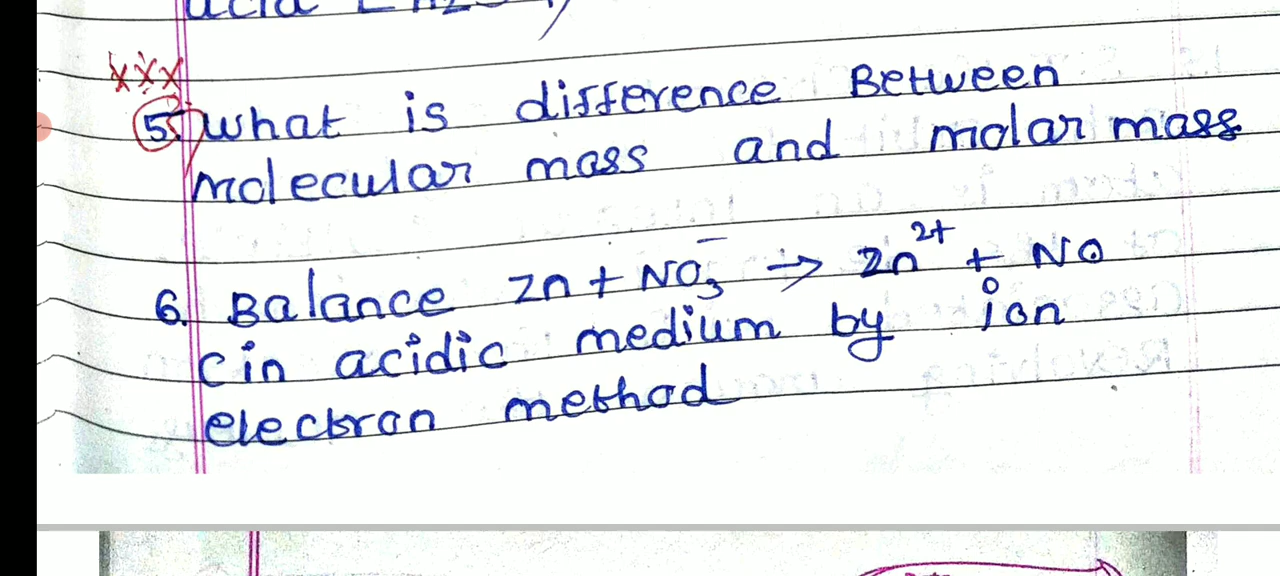 xxx
5. what is difference Between
molecular mass and molar mass
6. Balance Zn + NO₃⁻ → Zn²⁺ + NO
(in acidic medium by ion
electron method